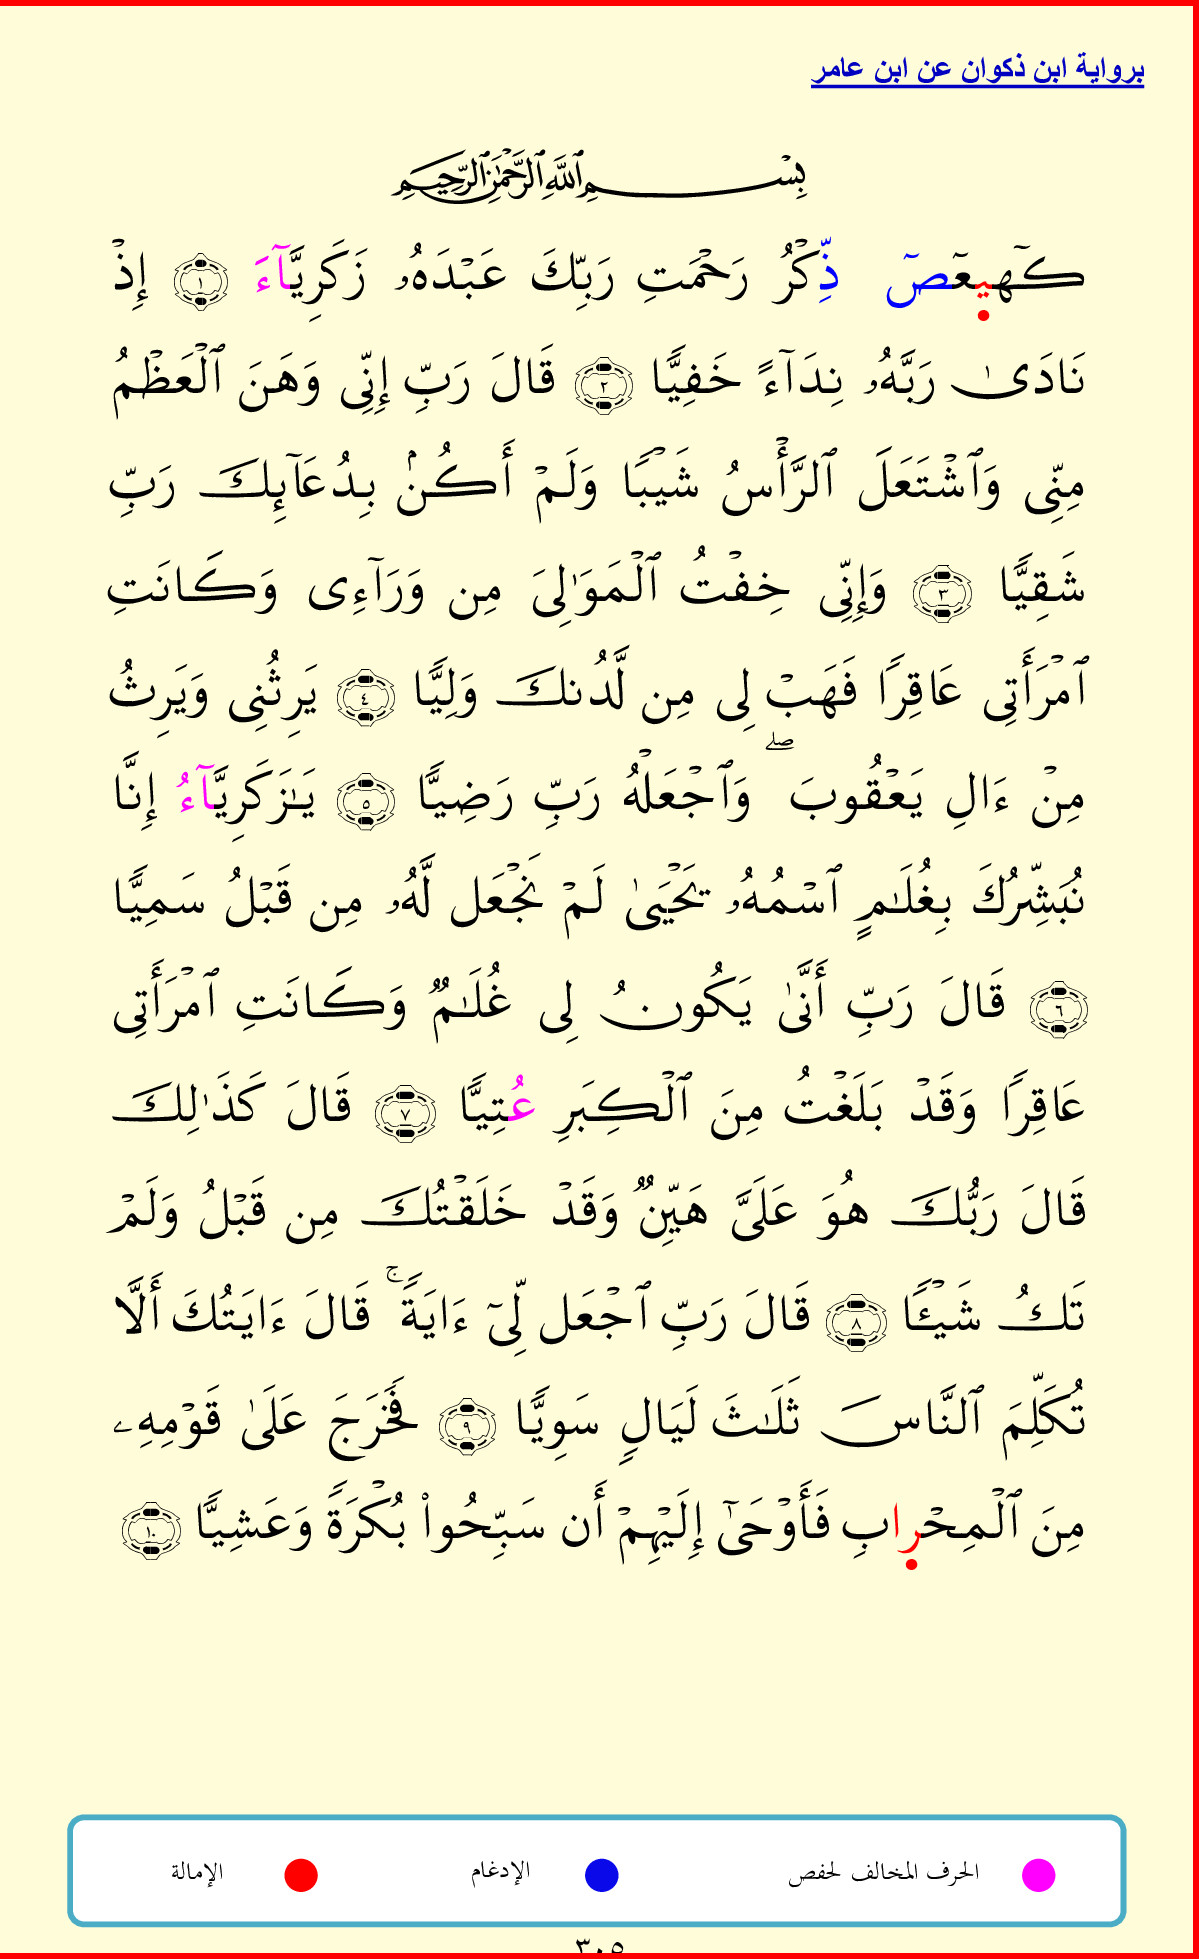 برواية ابن ذكوان عن ابن عامر
بِسْمِ ٱللَّهِ ٱلرَّحْمَٰنِ ٱلرَّحِيمِ
كٓهيعٓصٓ ذِّكْرُ رَحْمَتِ رَبِّكَ عَبْدَهُۥ زَكَرِيَّآءَ ١ إِذْ
نَادَىٰ رَبَّهُۥ نِدَآءً خَفِيًّا ٢ قَالَ رَبِّ إِنِّى وَهَنَ ٱلْعَظْمُ
مِنِّى وَٱشْتَعَلَ ٱلرَّأْسُ شَيْبًا وَلَمْ أَكُنۢ بِدُعَآئِكَ رَبِّ
شَقِيًّا ٣ وَإِنِّى خِفْتُ ٱلْمَوَٰلِىَ مِن وَرَآءِى وَكَانَتِ
ٱمْرَأَتِى عَاقِرًا فَهَبْ لِى مِن لَّدُنكَ وَلِيًّا ٤ يَرِثُنِى وَيَرِثُ
مِنْ ءَالِ يَعْقُوبَ ۖ وَٱجْعَلْهُ رَبِّ رَضِيًّا ٥ يَٰزَكَرِيَّآءُ إِنَّا
نُبَشِّرُكَ بِغُلَٰمٍ ٱسْمُهُۥ يَحْيَىٰ لَمْ نَجْعَل لَّهُۥ مِن قَبْلُ سَمِيًّا
٦ قَالَ رَبِّ أَنَّىٰ يَكُونُ لِى غُلَٰمٌ وَكَانَتِ ٱمْرَأَتِى
عَاقِرًا وَقَدْ بَلَغْتُ مِنَ ٱلْكِبَرِ عُتِيًّا ٧ قَالَ كَذَٰلِكَ
قَالَ رَبُّكَ هُوَ عَلَىَّ هَيِّنٌ وَقَدْ خَلَقْتُكَ مِن قَبْلُ وَلَمْ
تَكُ شَيْـًٔا ٨ قَالَ رَبِّ ٱجْعَل لِّىٓ ءَايَةً ۚ قَالَ ءَايَتُكَ أَلَّا
تُكَلِّمَ ٱلنَّاسَ ثَلَٰثَ لَيَالٍ سَوِيًّا ٩ فَخَرَجَ عَلَىٰ قَوْمِهِۦ
مِنَ ٱلْمِحْرابِ فَأَوْحَىٰٓ إِلَيْهِمْ أَن سَبِّحُوا۟ بُكْرَةً وَعَشِيًّا ١٠
الحرف المخالف لحفص الإدغام الإمالة
٣٠٥